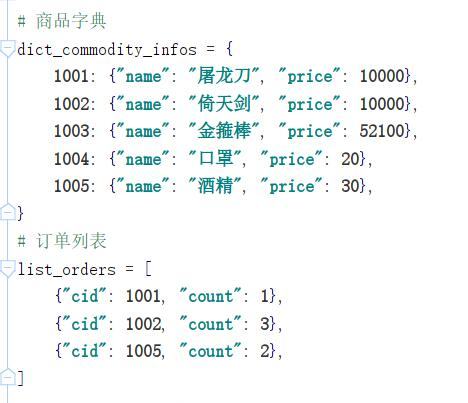 # 商品字典
dict_commodity_infos = {
    1001: {"name": "屠龙刀", "price": 10000},
    1002: {"name": "倚天剑", "price": 10000},
    1003: {"name": "金箍棒", "price": 52100},
    1004: {"name": "口罩", "price": 20},
    1005: {"name": "酒精", "price": 30},
}
# 订单列表
list_orders = [
    {"cid": 1001, "count": 1},
    {"cid": 1002, "count": 3},
    {"cid": 1005, "count": 2},
]